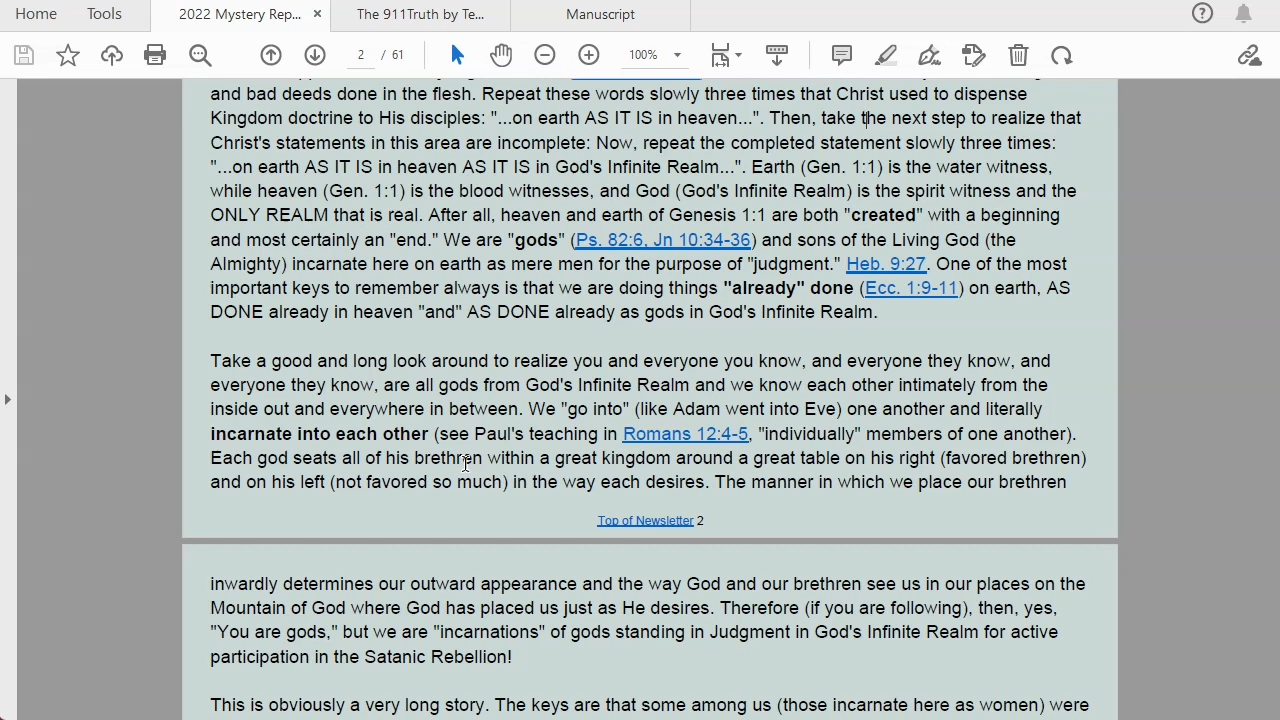 Home Tools 2022 Mystery Rep... × The 911Truth by Te... Manuscript
2 / 61 100%
and bad deeds done in the flesh. Repeat these words slowly three times that Christ used to dispense
Kingdom doctrine to His disciples: "...on earth AS IT IS in heaven...". Then, take the next step to realize that
Christ's statements in this area are incomplete: Now, repeat the completed statement slowly three times:
"...on earth AS IT IS in heaven AS IT IS in God's Infinite Realm...". Earth (Gen. 1:1) is the water witness,
while heaven (Gen. 1:1) is the blood witnesses, and God (God's Infinite Realm) is the spirit witness and the
ONLY REALM that is real. After all, heaven and earth of Genesis 1:1 are both "created" with a beginning
and most certainly an "end." We are "gods" (Ps. 82:6, Jn 10:34-36) and sons of the Living God (the
Almighty) incarnate here on earth as mere men for the purpose of "judgment." Heb. 9:27. One of the most
important keys to remember always is that we are doing things "already" done (Ecc. 1:9-11) on earth, AS
DONE already in heaven "and" AS DONE already as gods in God's Infinite Realm.
Take a good and long look around to realize you and everyone you know, and everyone they know, and
everyone they know, are all gods from God's Infinite Realm and we know each other intimately from the
inside out and everywhere in between. We "go into" (like Adam went into Eve) one another and literally
incarnate into each other (see Paul's teaching in Romans 12:4-5, "individually" members of one another).
Each god seats all of his brethren within a great kingdom around a great table on his right (favored brethren)
and on his left (not favored so much) in the way each desires. The manner in which we place our brethren
Top of Newsletter 2
inwardly determines our outward appearance and the way God and our brethren see us in our places on the
Mountain of God where God has placed us just as He desires. Therefore (if you are following), then, yes,
"You are gods," but we are "incarnations" of gods standing in Judgment in God's Infinite Realm for active
participation in the Satanic Rebellion!
This is obviously a very long story. The keys are that some among us (those incarnate here as women) were